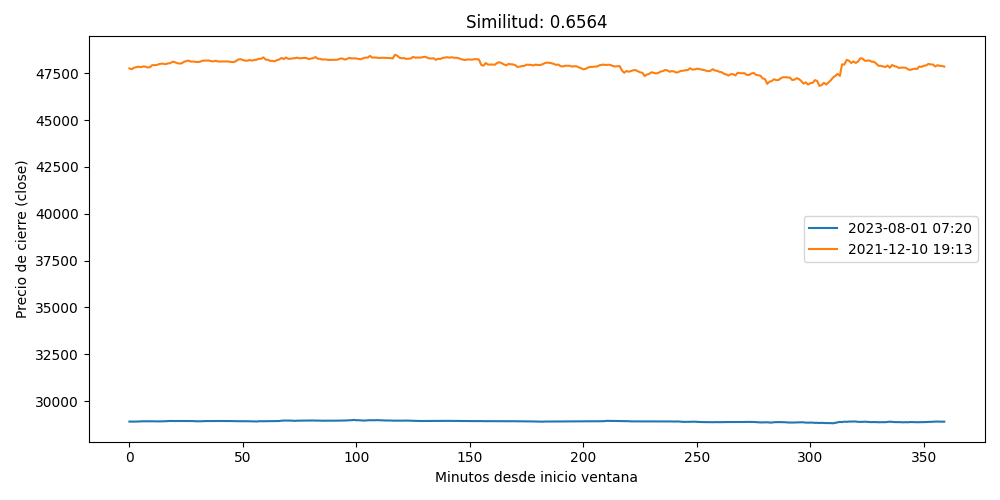 Similitud: 0.6564
Precio de cierre (close)
47500
45000
42500
40000
37500
35000
32500
30000
2023-08-01 07:20
2021-12-10 19:13
0 50 100 150 200 250 300 350
Minutos desde inicio ventana